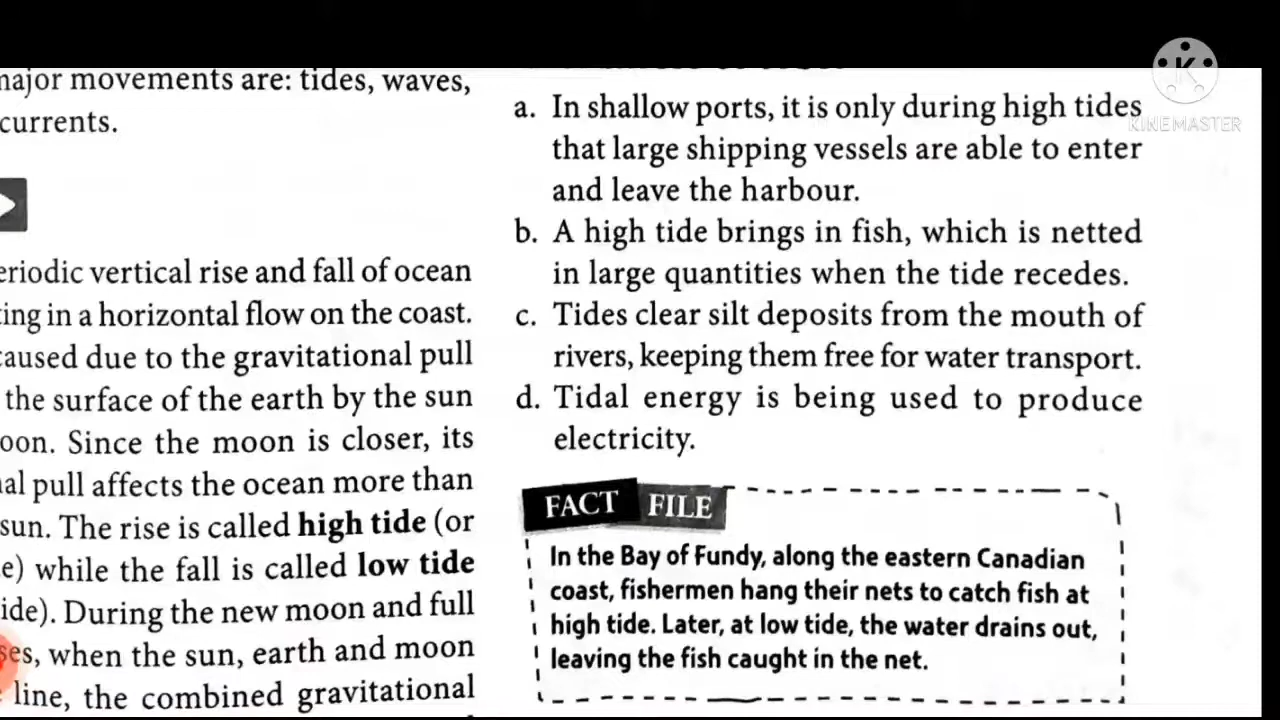 major movements are: tides, waves,
currents.
eriodic vertical rise and fall of ocean
ting in a horizontal flow on the coast.
caused due to the gravitational pull
the surface of the earth by the sun
oon. Since the moon is closer, its
nal pull affects the ocean more than
sun. The rise is called high tide (or
e) while the fall is called low tide
ide). During the new moon and full
ses, when the sun, earth and moon
line, the combined gravitational
a. In shallow ports, it is only during high tides
that large shipping vessels are able to enter
and leave the harbour.
b. A high tide brings in fish, which is netted
in large quantities when the tide recedes.
c. Tides clear silt deposits from the mouth of
rivers, keeping them free for water transport.
d. Tidal energy is being used to produce
electricity.
FACT FILE
In the Bay of Fundy, along the eastern Canadian
coast, fishermen hang their nets to catch fish at
high tide. Later, at low tide, the water drains out,
leaving the fish caught in the net.
K
KINEMASTER